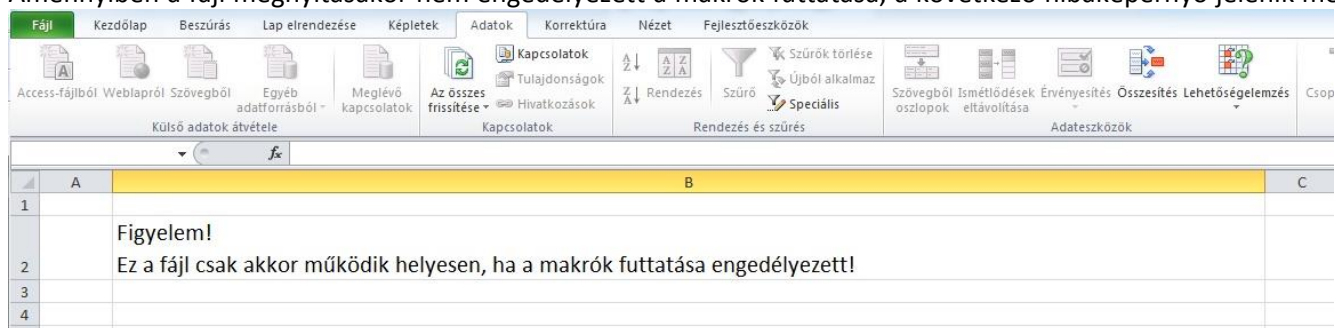 Amennyiben a fájl megnyitásakor nem engedélyezett a makrók futtatása, a következő hibaképernyő jelenik
Fájl Kezdőlap Beszúrás Lap elrendezése Képletek Adatok Korrektúra Nézet Fejlesztőeszközök
Access-fájlból Weblapról Szövegből Egyéb adatforrásból Meglévő kapcsolatok
Az összes frissítése Kapcsolatok
Tulajdonságok
Hivatkozások
Rendezés Szűrő Szűrők törlése
Újból alkalmaz
Speciális
Szövegből oszlopok Ismétlődések eltávolítása Érvényesítés Összesítés Lehetőségelemzés
Külső adatok átvétele Kapcsolatok Rendezés és szűrés Adateszközök
fx
A B C
1
Figyelem!
2 Ez a fájl csak akkor működik helyesen, ha a makrók futtatása engedélyezett!
3
4